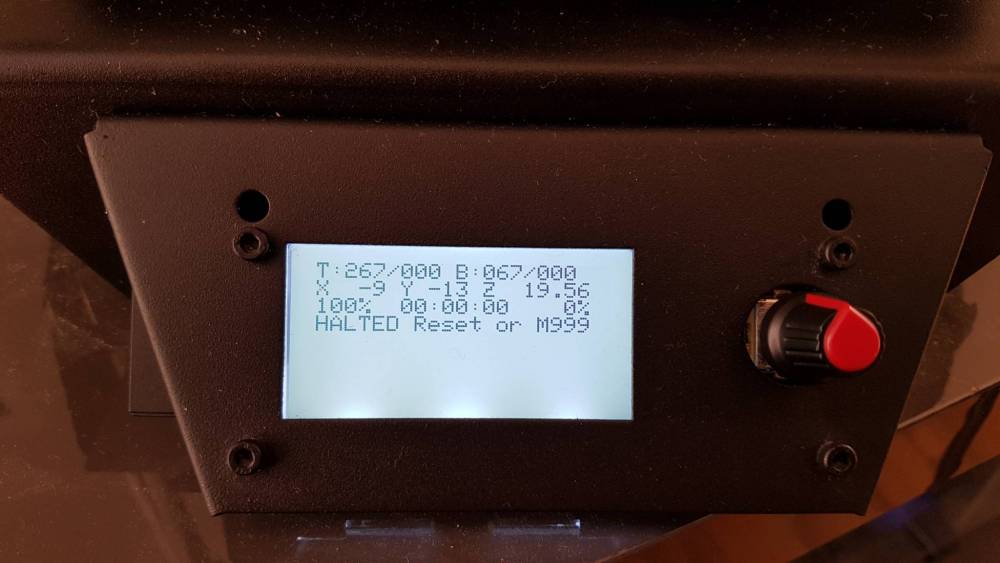 T:267/000 B:067/000
X -9 Y -13 Z 19.56
100% 00:00:00 0%
HALTED Reset or M999